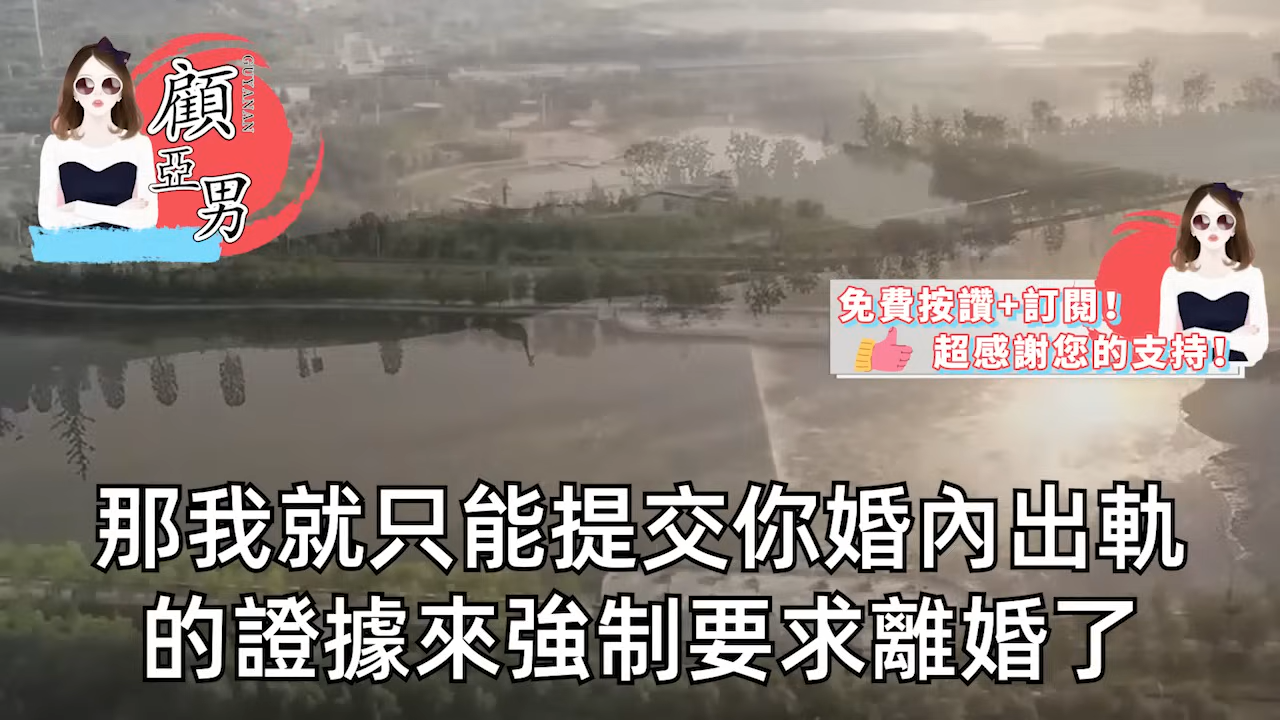 顧亞男
GUYANAN
免費按讚+訂閱!
超感謝您的支持!
那我就只能提交你婚內出軌
的證據來強制要求離婚了